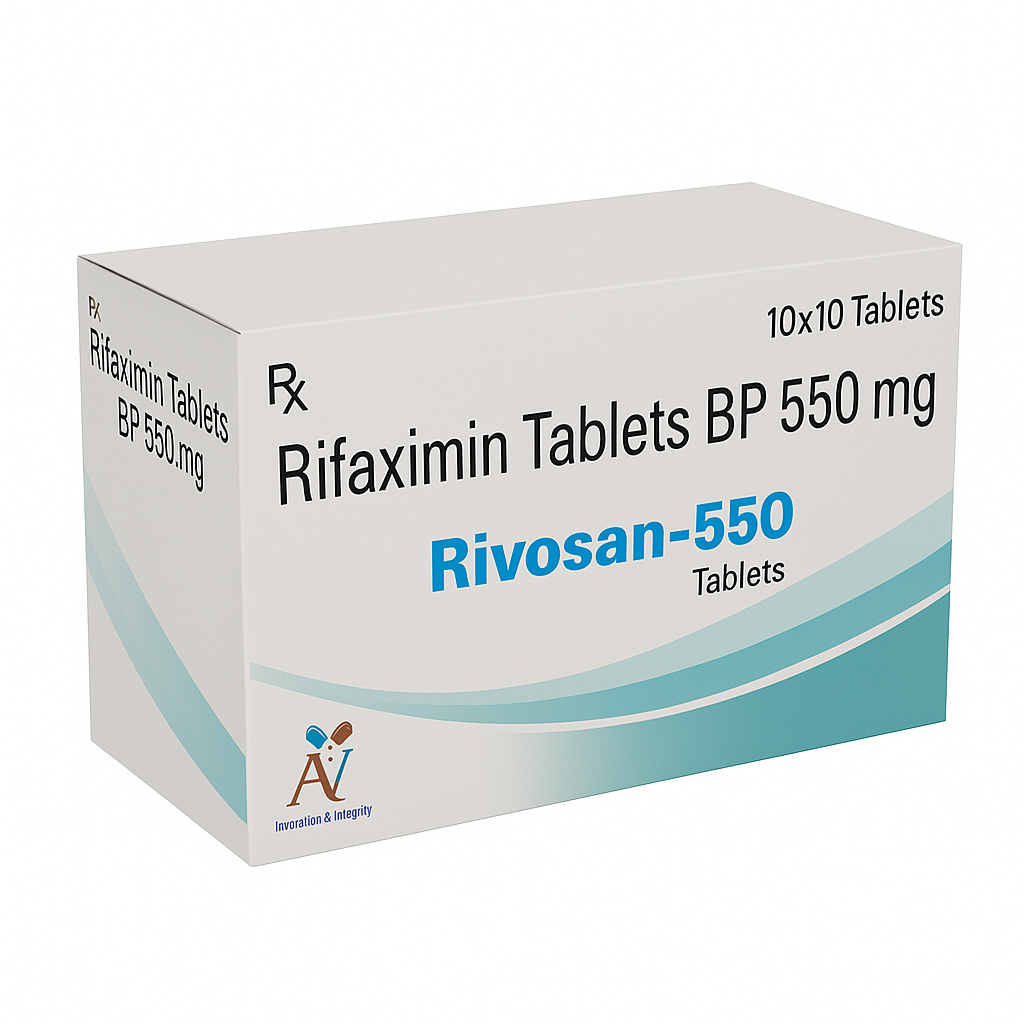 Rx
Rifaximin Tablets
BP 550.mg
10x10 Tablets
Rx
Rifaximin Tablets BP 550 mg
Rivosan-550
Tablets
AV
Invoration & Integrity